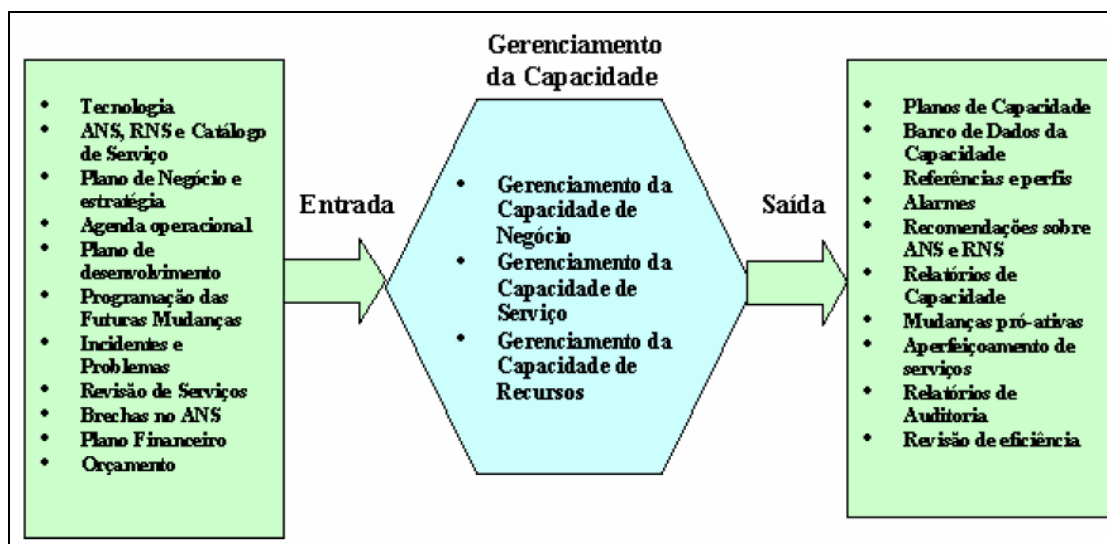 Gerenciamento
da Capacidade
• Tecnologia
• ANS, RNS e Catálogo
de Serviço
• Plano de Negócio e
estratégia
• Agenda operacional
• Plano de
desenvolvimento
• Programação das
Futuras Mudanças
• Incidentes e
Problemas
• Revisão de Serviços
• Brechas no ANS
• Plano Financeiro
• Orçamento
Entrada
• Gerenciamento da
Capacidade de
Negócio
• Gerenciamento da
Capacidade de
Serviço
• Gerenciamento da
Capacidade de
Recursos
Saída
• Planos de Capacidade
• Banco de Dados da
Capacidade
• Referências e perfis
• Alarmes
• Recomendações sobre
ANS e RNS
• Relatórios de
Capacidade
• Mudanças pró-ativas
• Aperfeiçoamento de
serviços
• Relatórios de
Auditoria
• Revisão de eficiência